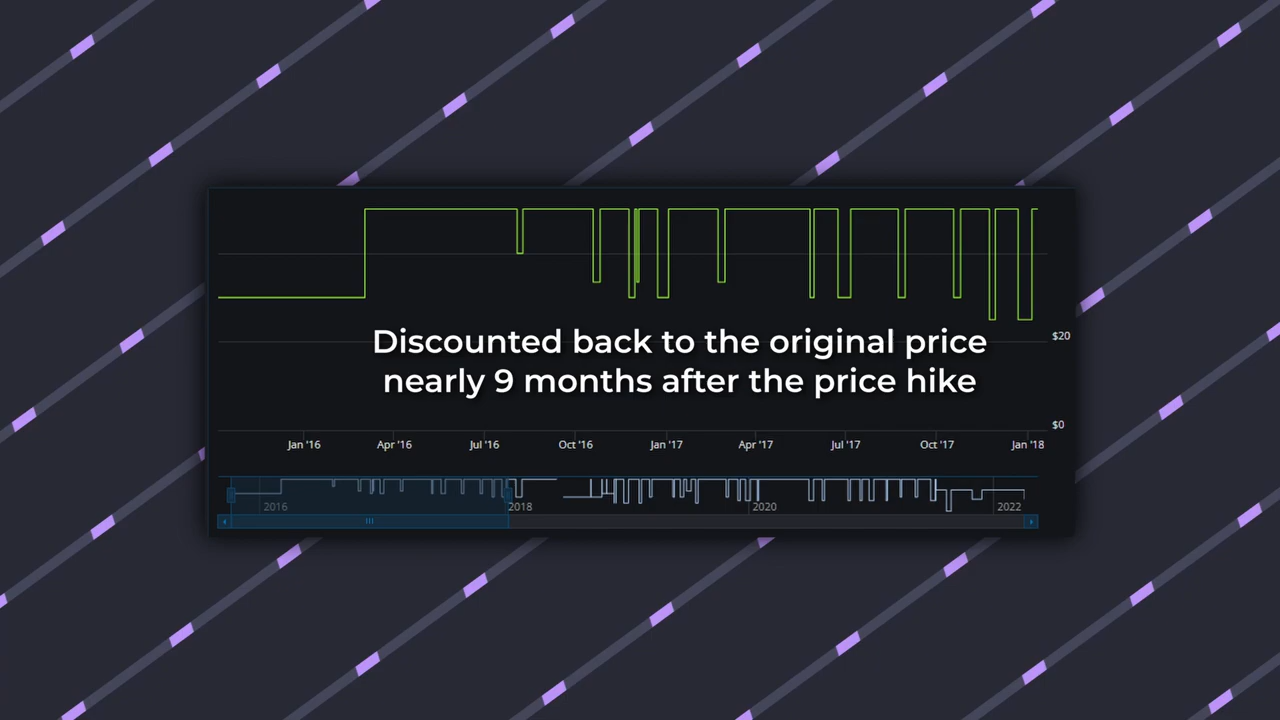 Discounted back to the original price
nearly 9 months after the price hike
$20
$0
Jan '16 Apr '16 Jul '16 Oct '16 Jan '17 Apr '17 Jul '17 Oct '17 Jan '18
2016 2018 2020 2022